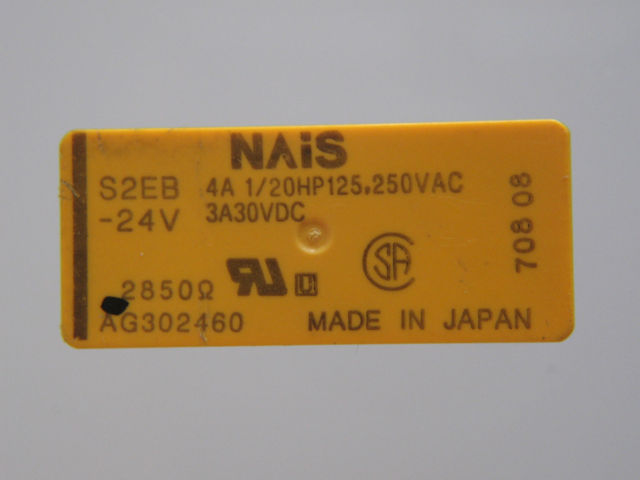 NAiS
S2EB 4A 1/20HP125,250VAC
-24V 3A30VDC
2850Ω
AG302460 MADE IN JAPAN
708 08